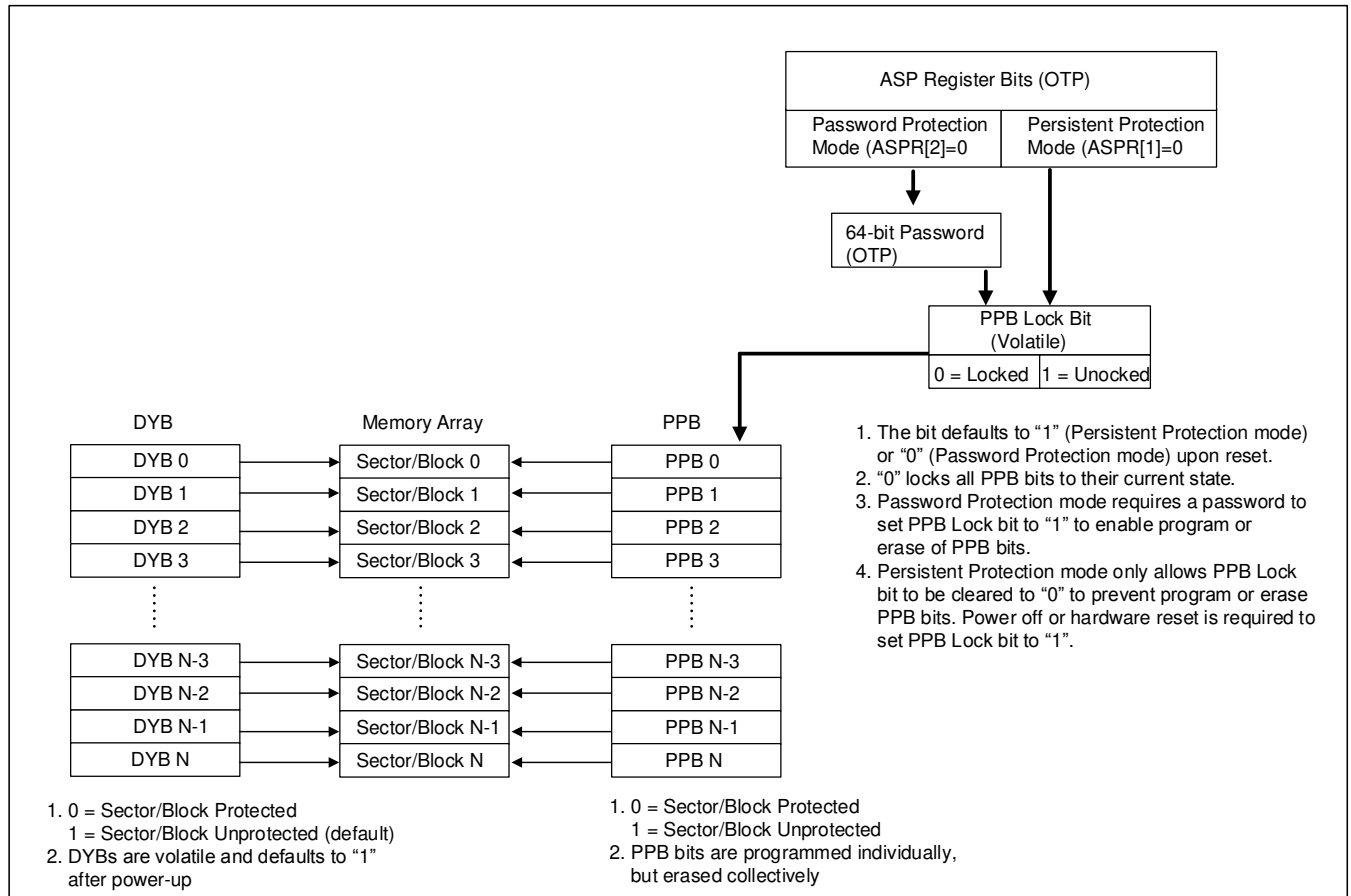 ASP Register Bits (OTP)
Password Protection
Mode (ASPR[2]=0
Persistent Protection
Mode (ASPR[1]=0
64-bit Password
(OTP)
PPB Lock Bit
(Volatile)
0 = Locked
1 = Unocked
DYB
Memory Array
PPB
DYB 0
Sector/Block 0
PPB 0
DYB 1
Sector/Block 1
PPB 1
DYB 2
Sector/Block 2
PPB 2
DYB 3
Sector/Block 3
PPB 3
DYB N-3
Sector/Block N-3
PPB N-3
DYB N-2
Sector/Block N-2
PPB N-2
DYB N-1
Sector/Block N-1
PPB N-1
DYB N
Sector/Block N
PPB N
1. The bit defaults to “1” (Persistent Protection mode)
or “0” (Password Protection mode) upon reset.
2. “0” locks all PPB bits to their current state.
3. Password Protection mode requires a password to
set PPB Lock bit to “1” to enable program or
erase of PPB bits.
4. Persistent Protection mode only allows PPB Lock
bit to be cleared to “0” to prevent program or erase
PPB bits. Power off or hardware reset is required to
set PPB Lock bit to “1”.
1. 0 = Sector/Block Protected
1 = Sector/Block Unprotected (default)
2. DYBs are volatile and defaults to “1”
after power-up
1. 0 = Sector/Block Protected
1 = Sector/Block Unprotected
2. PPB bits are programmed individually,
but erased collectively